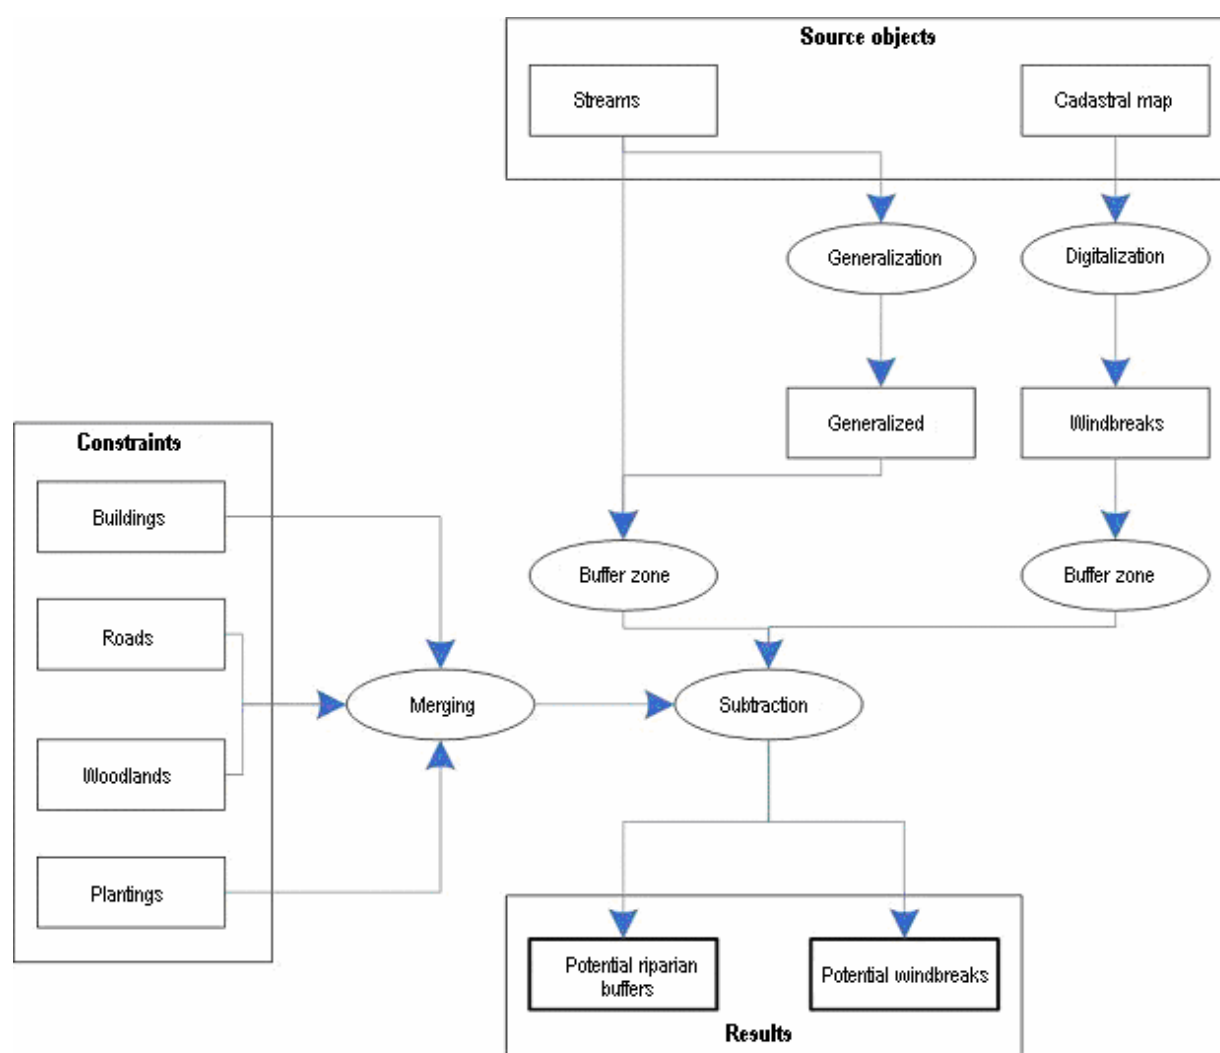 Source objects
Streams
Cadastral map
Generalization
Digitalization
Generalized
Windbreaks
Constraints
Buildings
Buffer zone
Buffer zone
Roads
Merging
Subtraction
Woodlands
Plantings
Potential riparian
buffers
Potential windbreaks
Results